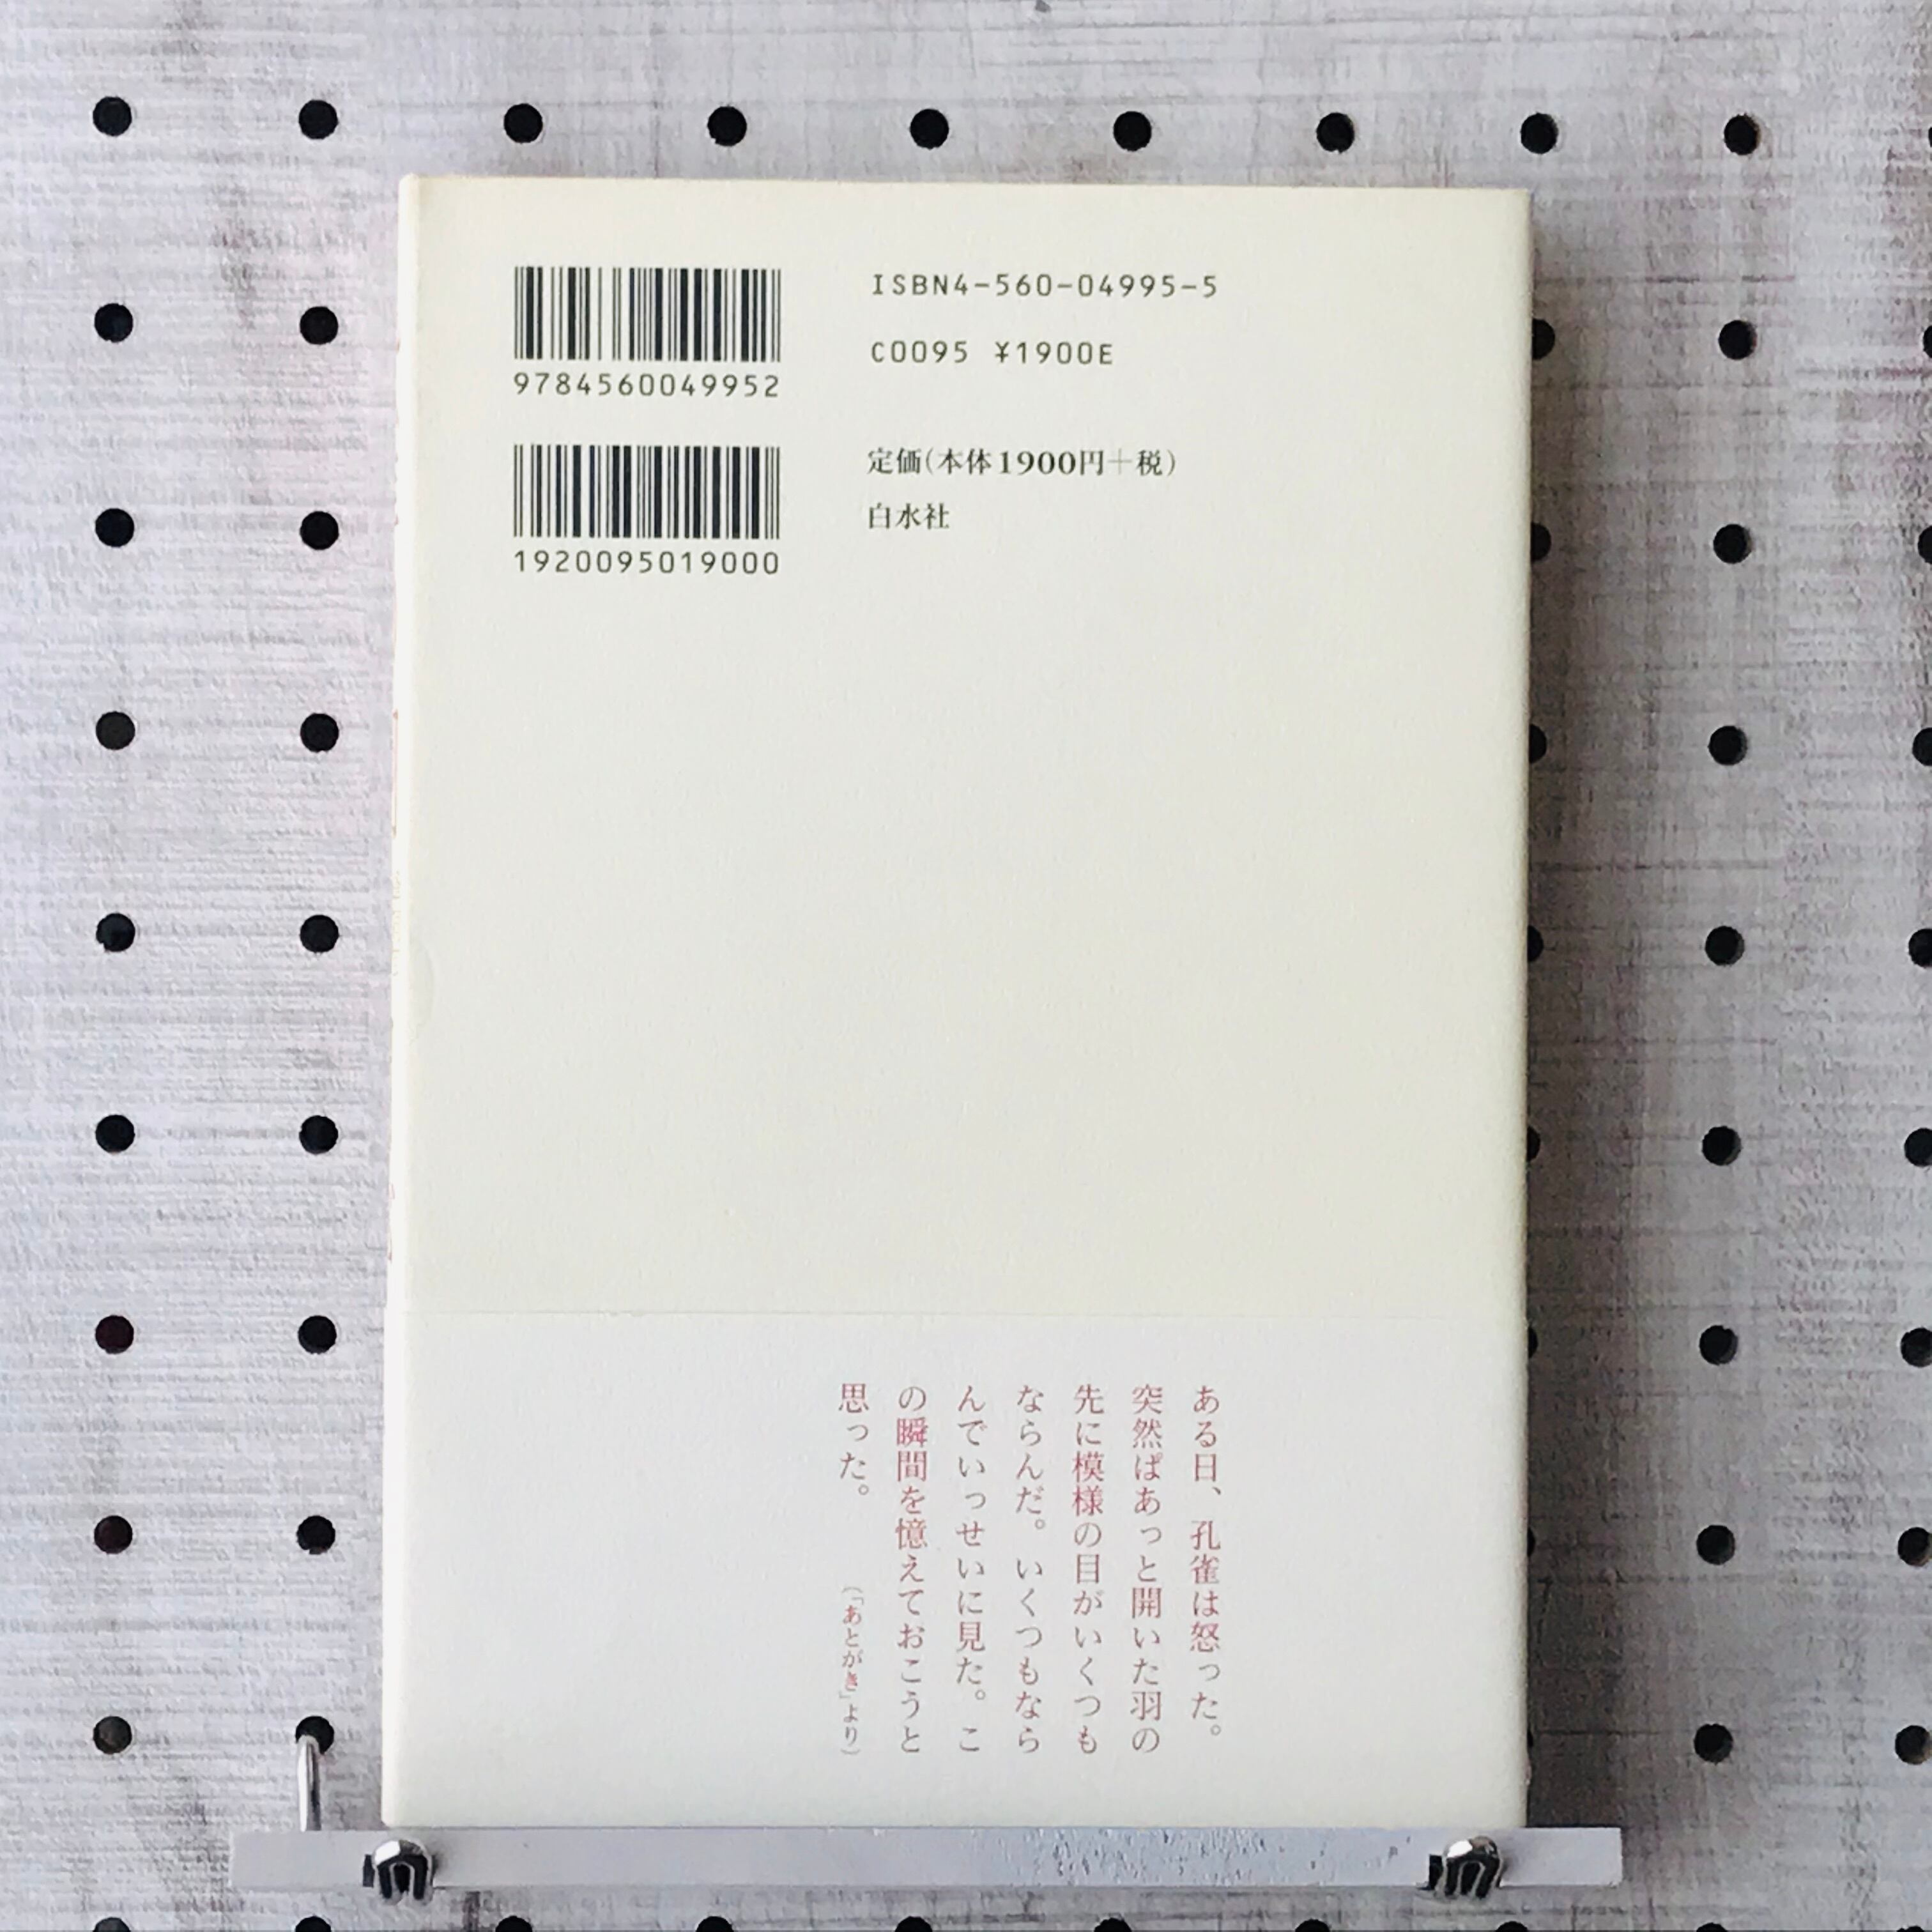 9784560049952
1920095019000
ISBN4-560-04995-5
C0095 ¥1900E
定価(本体1900円+税)
白水社
ある日、孔雀は怒った。
突然ぱあっと開いた羽の
先に模様の目がいくつも
ならんだ。いくつもなら
んでいっせいに見た。こ
の瞬間を憶えておこうと
思った。
(「あとがき」より)